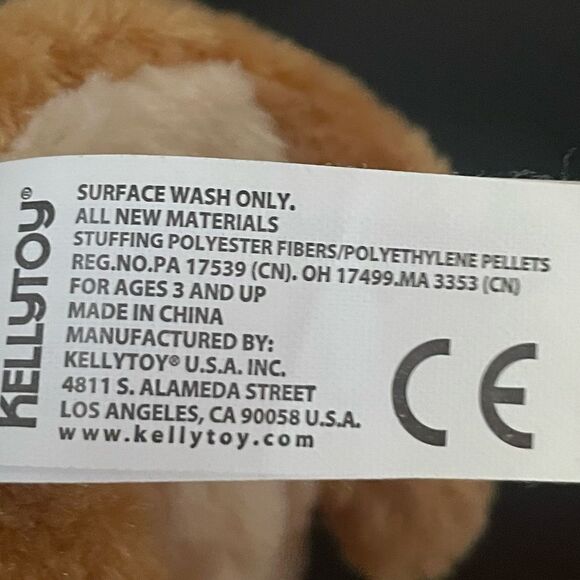 KELLYTOY®
SURFACE WASH ONLY.
ALL NEW MATERIALS
STUFFING POLYESTER FIBERS/POLYETHYLENE PELLETS
REG.NO.PA 17539 (CN). OH 17499.MA 3353 (CN)
FOR AGES 3 AND UP
MADE IN CHINA
MANUFACTURED BY:
KELLYTOY® U.S.A. INC.
4811 S. ALAMEDA STREET
LOS ANGELES, CA 90058 U.S.A.
www.kellytoy.com
CE